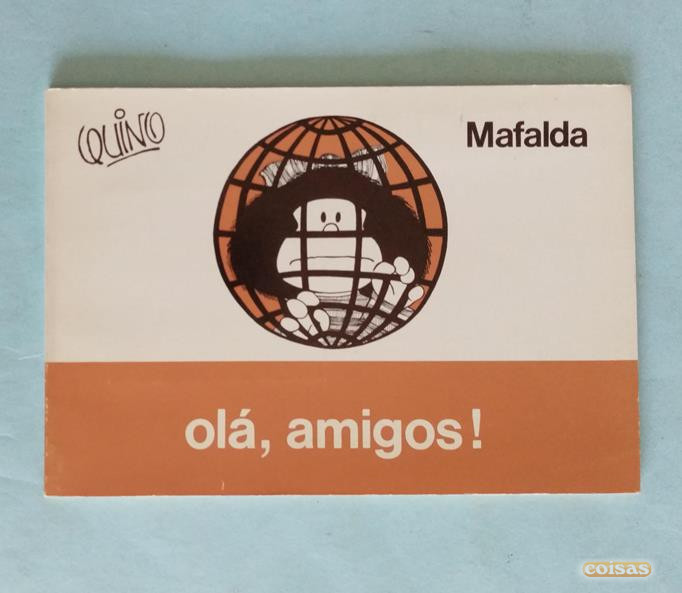 QUINO
Mafalda
olá, amigos!
coisas